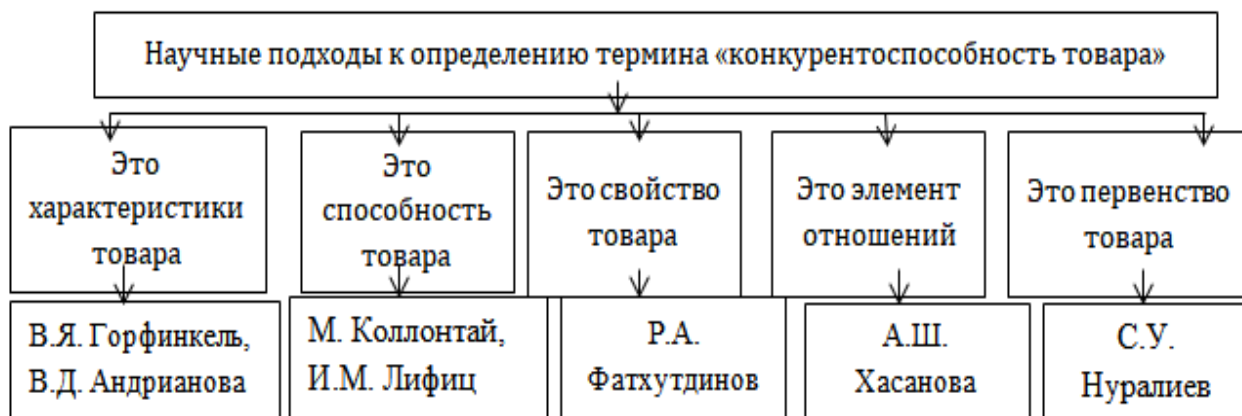 Научные подходы к определению термина «конкурентоспособность товара»
Это
характеристики
товара
Это
способность
товара
Это свойство
товара
Это элемент
отношений
Это первенство
товара
В.Я. Горфинкель,
В.Д. Андрианова
М. Коллонтай,
И.М. Лифиц
Р.А.
Фатхутдинов
А.Ш.
Хасанова
С.У.
Нуралиев